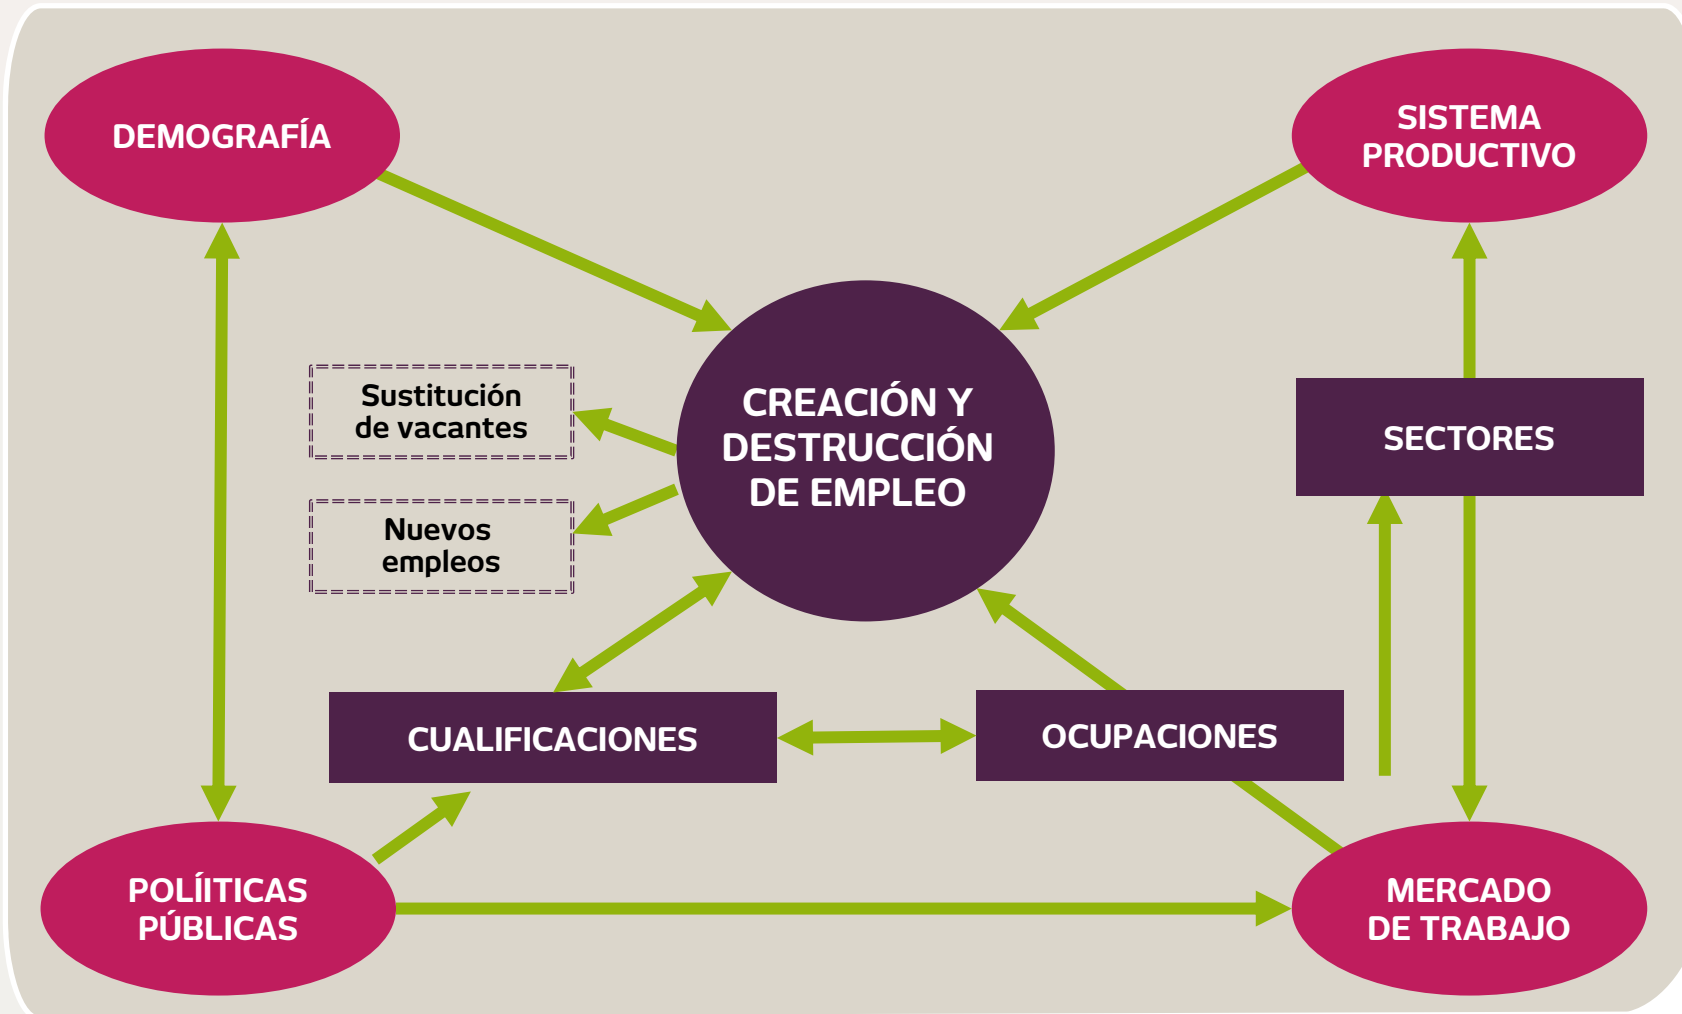 DEMOGRAFÍA
SISTEMA
PRODUCTIVO
CREACIÓN Y
DESTRUCCIÓN
DE EMPLEO
Sustitución
de vacantes
Nuevos
empleos
SECTORES
CUALIFICACIONES
OCUPACIONES
POLÍITICAS
PÚBLICAS
MERCADO
DE TRABAJO